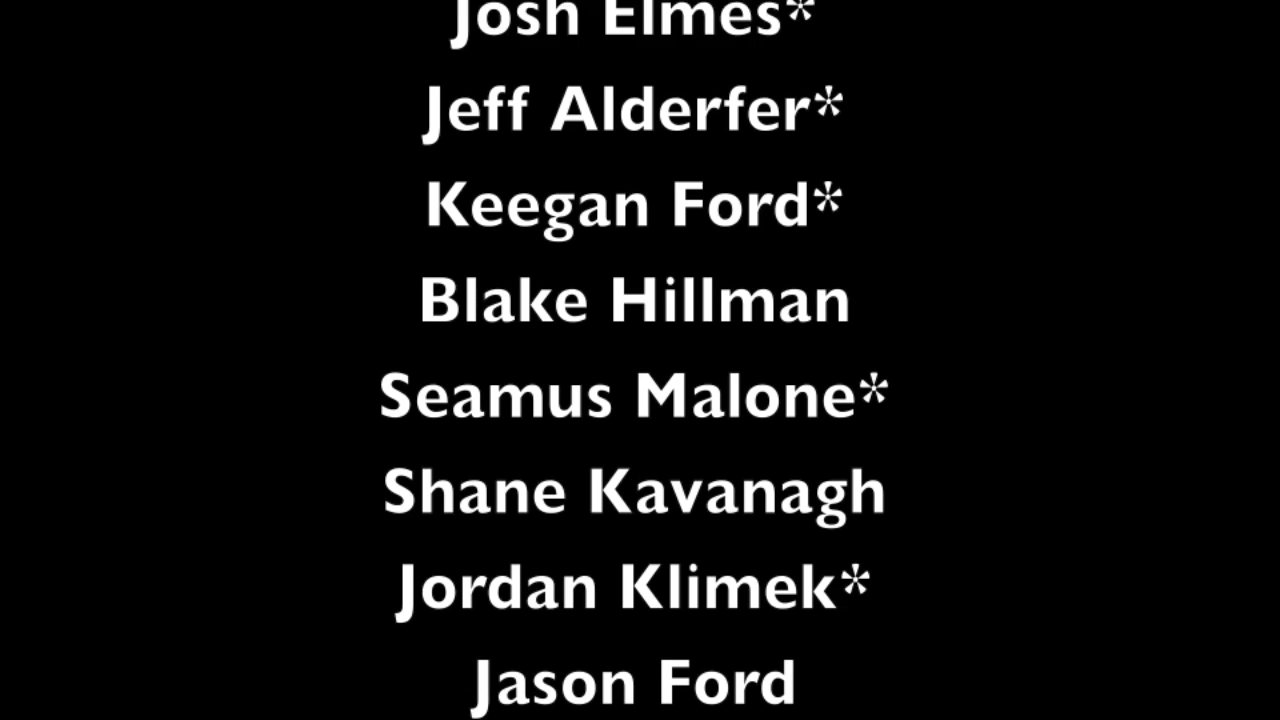 Josh Elmes*
Jeff Alderfer*
Keegan Ford*
Blake Hillman
Seamus Malone*
Shane Kavanagh
Jordan Klimek*
Jason Ford